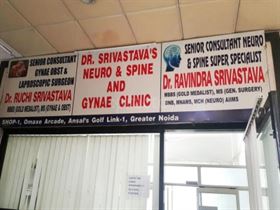 SENIOR CONSULTANT
GYNAE OBST &
LAPROSCOPIC SURGEON
Dr. RUCHI SRIVASTAVA
MBBS (GOLD MEDALIST), MS (GYNAE & OBST)
DR. SRIVASTAVA'S
NEURO & SPINE
AND
GYNE CLINIC
SENIOR CONSULTANT NEURO
& SPINE SUPER SPECIALIST
Dr. RAVINDRA SRIVASTAVA
MBBS (GOLD MEDALIST), MS (GEN. SURGERY)
DNB, MNAMS, MCH (NEURO) AIIMS
SHOP-1, Omaxe Arcade, Ansal's Golf Link-1, Greater Noida